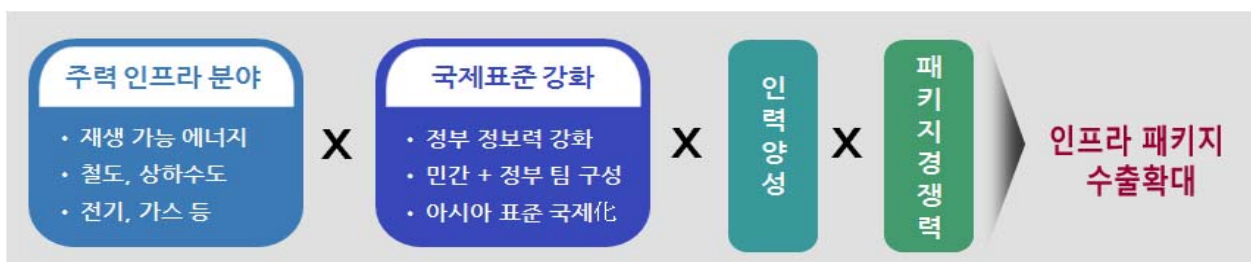 주력 인프라 분야
• 재생 가능 에너지
• 철도, 상하수도
• 전기, 가스 등
X
국제표준 강화
• 정부 정보력 강화
• 민간 + 정부 팀 구성
• 아시아 표준 국제化
X
인력양성
X
패키지경쟁력
인프라 패키지
수출확대